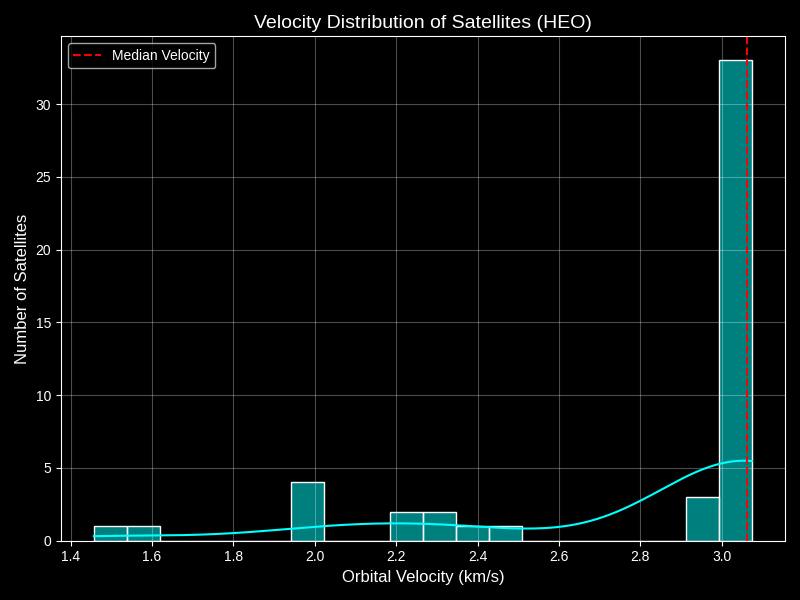 Velocity Distribution of Satellites (HEO)
Median Velocity
Number of Satellites
30
25
20
15
10
5
0
1.4 1.6 1.8 2.0 2.2 2.4 2.6 2.8 3.0
Orbital Velocity (km/s)